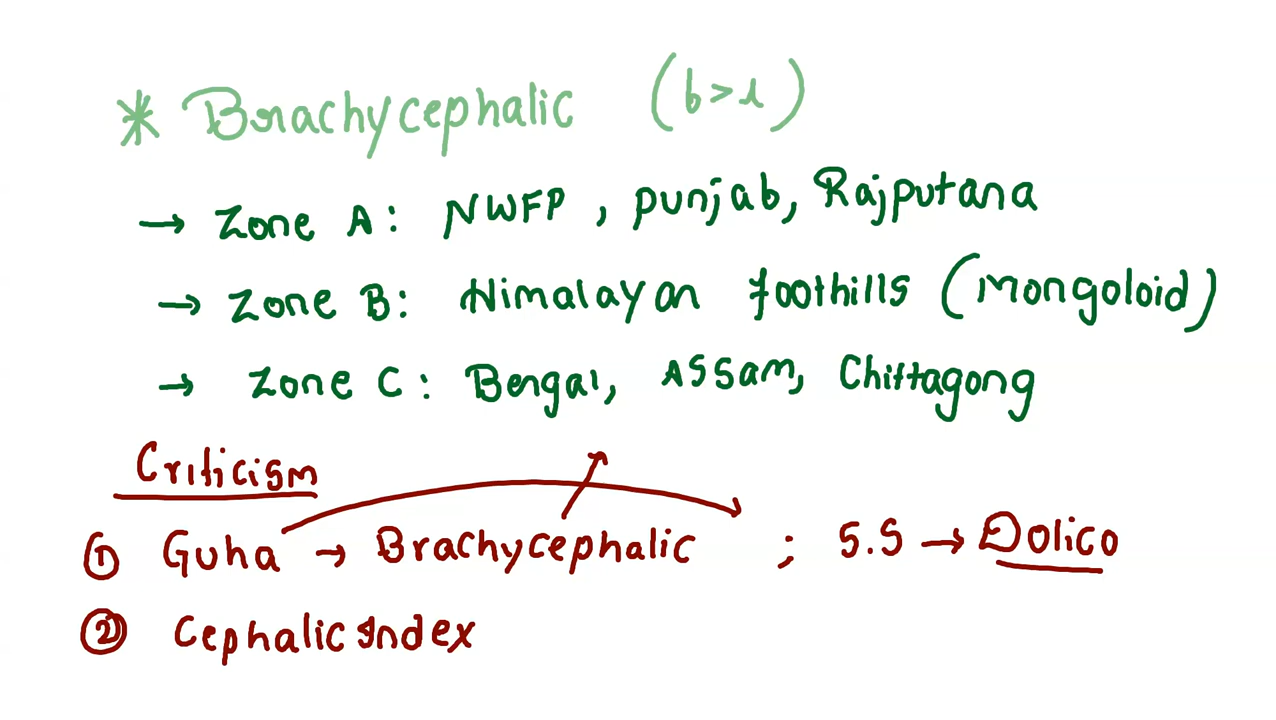 * Brachycephalic (b>l)
→ Zone A: NWFP, Punjab, Rajputana
→ Zone B: Himalayan foothills (Mongoloid)
→ Zone C: Bengal, Assam, Chittagong
Criticism
① Guha → Brachycephalic ; S.S → Dolico
② Cephalic Index